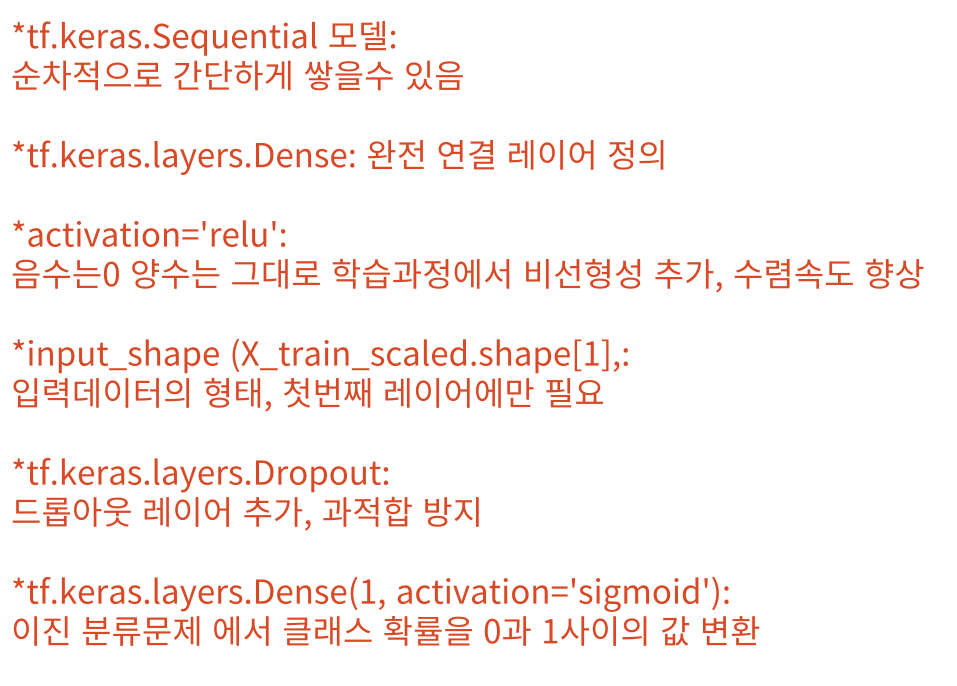 *tf.keras.Sequential 모델:
순차적으로 간단하게 쌓을수 있음
*tf.keras.layers.Dense: 완전 연결 레이어 정의
*activation='relu':
음수는0 양수는 그대로 학습과정에서 비선형성 추가, 수렴속도 향상
*input_shape (X_train_scaled.shape[1],:
입력데이터의 형태, 첫번째 레이어에만 필요
*tf.keras.layers.Dropout:
드롭아웃 레이어 추가, 과적합 방지
*tf.keras.layers.Dense(1, activation='sigmoid'):
이진 분류문제 에서 클래스 확률을 0과 1사이의 값 변환